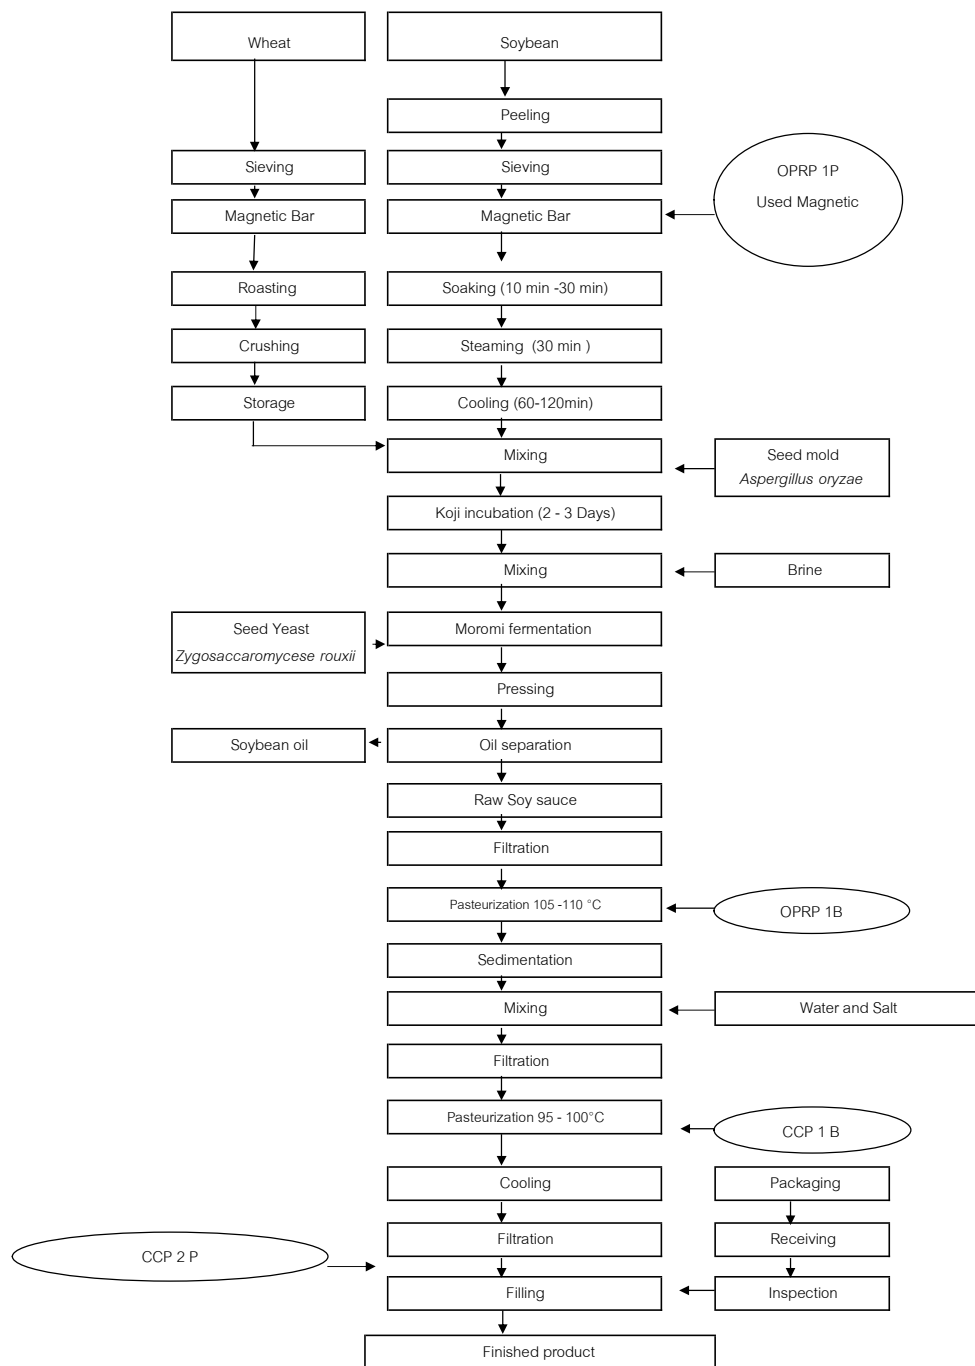 Wheat
Soybean
Peeling
Sieving
Sieving
OPRP 1P
Used Magnetic
Magnetic Bar
Magnetic Bar
Roasting
Soaking (10 min -30 min)
Crushing
Steaming (30 min )
Storage
Cooling (60-120min)
Mixing
Seed mold
Aspergillus oryzae
Koji incubation (2 - 3 Days)
Mixing
Brine
Seed Yeast
Zygosaccaromycese rouxii
Moromi fermentation
Pressing
Soybean oil
Oil separation
Raw Soy sauce
Filtration
Pasteurization 105 -110 °C
OPRP 1B
Sedimentation
Mixing
Water and Salt
Filtration
Pasteurization 95 - 100°C
CCP 1 B
Cooling
Packaging
Filtration
Receiving
CCP 2 P
Filling
Inspection
Finished product